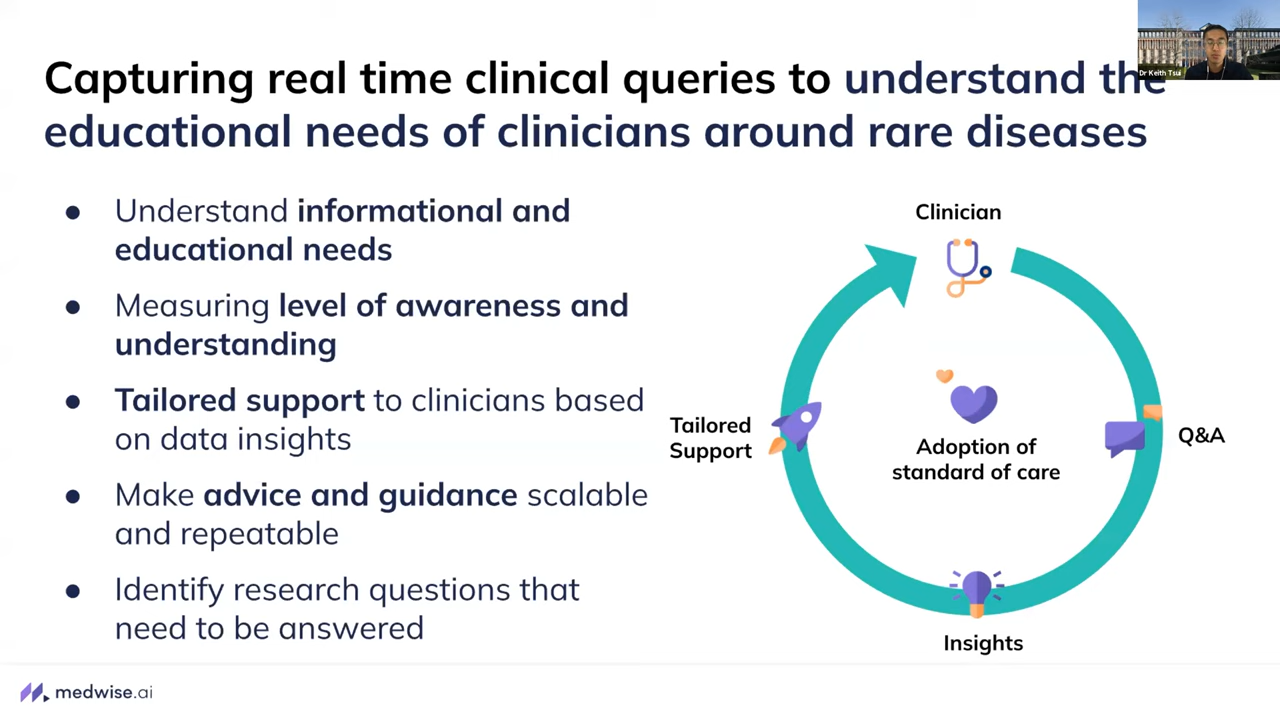 Dr Keith Tsui
Capturing real time clinical queries to understand the
educational needs of clinicians around rare diseases
● Understand informational and
educational needs
● Measuring level of awareness and
understanding
● Tailored support to clinicians based
on data insights
● Make advice and guidance scalable
and repeatable
● Identify research questions that
need to be answered
Clinician
Q&A
Insights
Tailored
Support
Adoption of
standard of care
medwise.ai